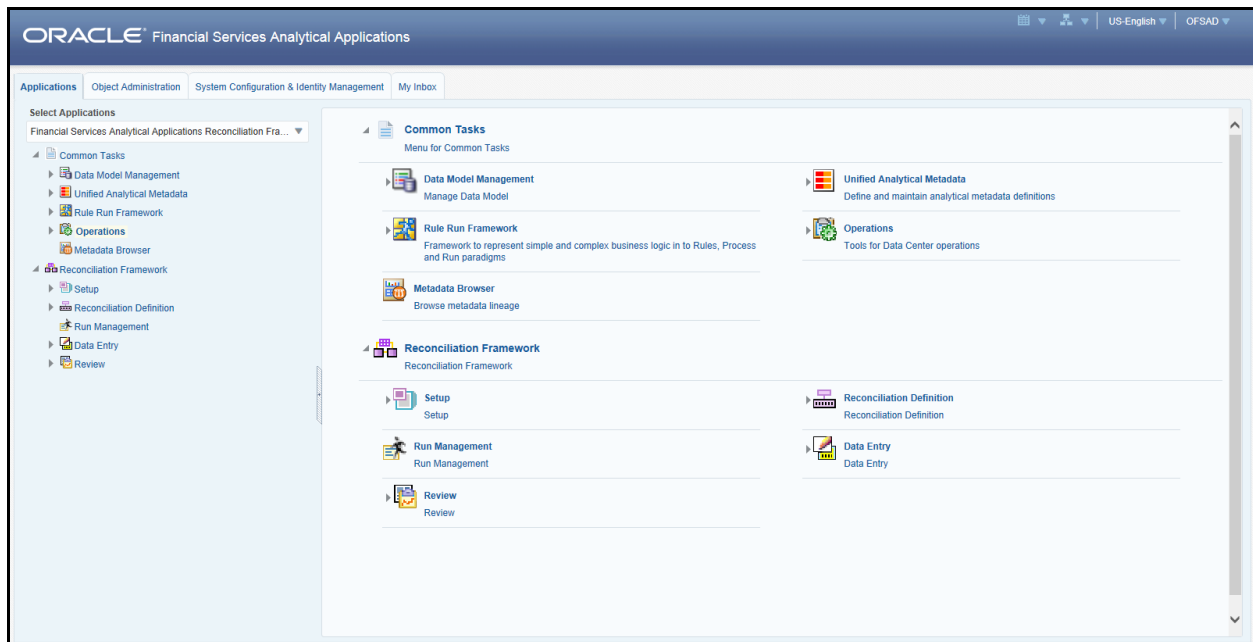 US-English
OFSAD
ORACLE® Financial Services Analytical Applications
Applications
Object Administration
System Configuration & Identity Management
My Inbox
Select Applications
Financial Services Analytical Applications Reconciliation Fra...
Common Tasks
Data Model Management
Unified Analytical Metadata
Rule Run Framework
Operations
Metadata Browser
Reconciliation Framework
Setup
Reconciliation Definition
Run Management
Data Entry
Review
Common Tasks
Menu for Common Tasks
Data Model Management
Manage Data Model
Unified Analytical Metadata
Define and maintain analytical metadata definitions
Rule Run Framework
Framework to represent simple and complex business logic in to Rules, Process
and Run paradigms
Operations
Tools for Data Center operations
Metadata Browser
Browse metadata lineage
Reconciliation Framework
Reconciliation Framework
Setup
Setup
Reconciliation Definition
Reconciliation Definition
Run Management
Run Management
Data Entry
Data Entry
Review
Review